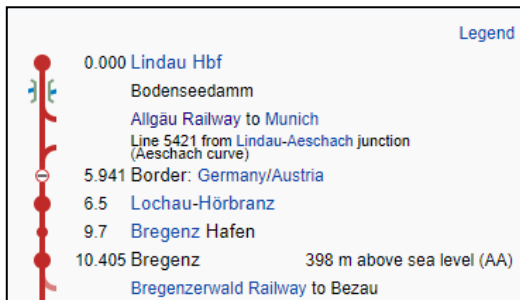 Legend
0.000 Lindau Hbf
Bodenseedamm
Allgäu Railway to Munich
Line 5421 from Lindau-Aeschach junction
(Aeschach curve)
5.941 Border: Germany/Austria
6.5 Lochau-Hörbranz
9.7 Bregenz Hafen
10.405 Bregenz 398 m above sea level (AA)
Bregenzerwald Railway to Bezau